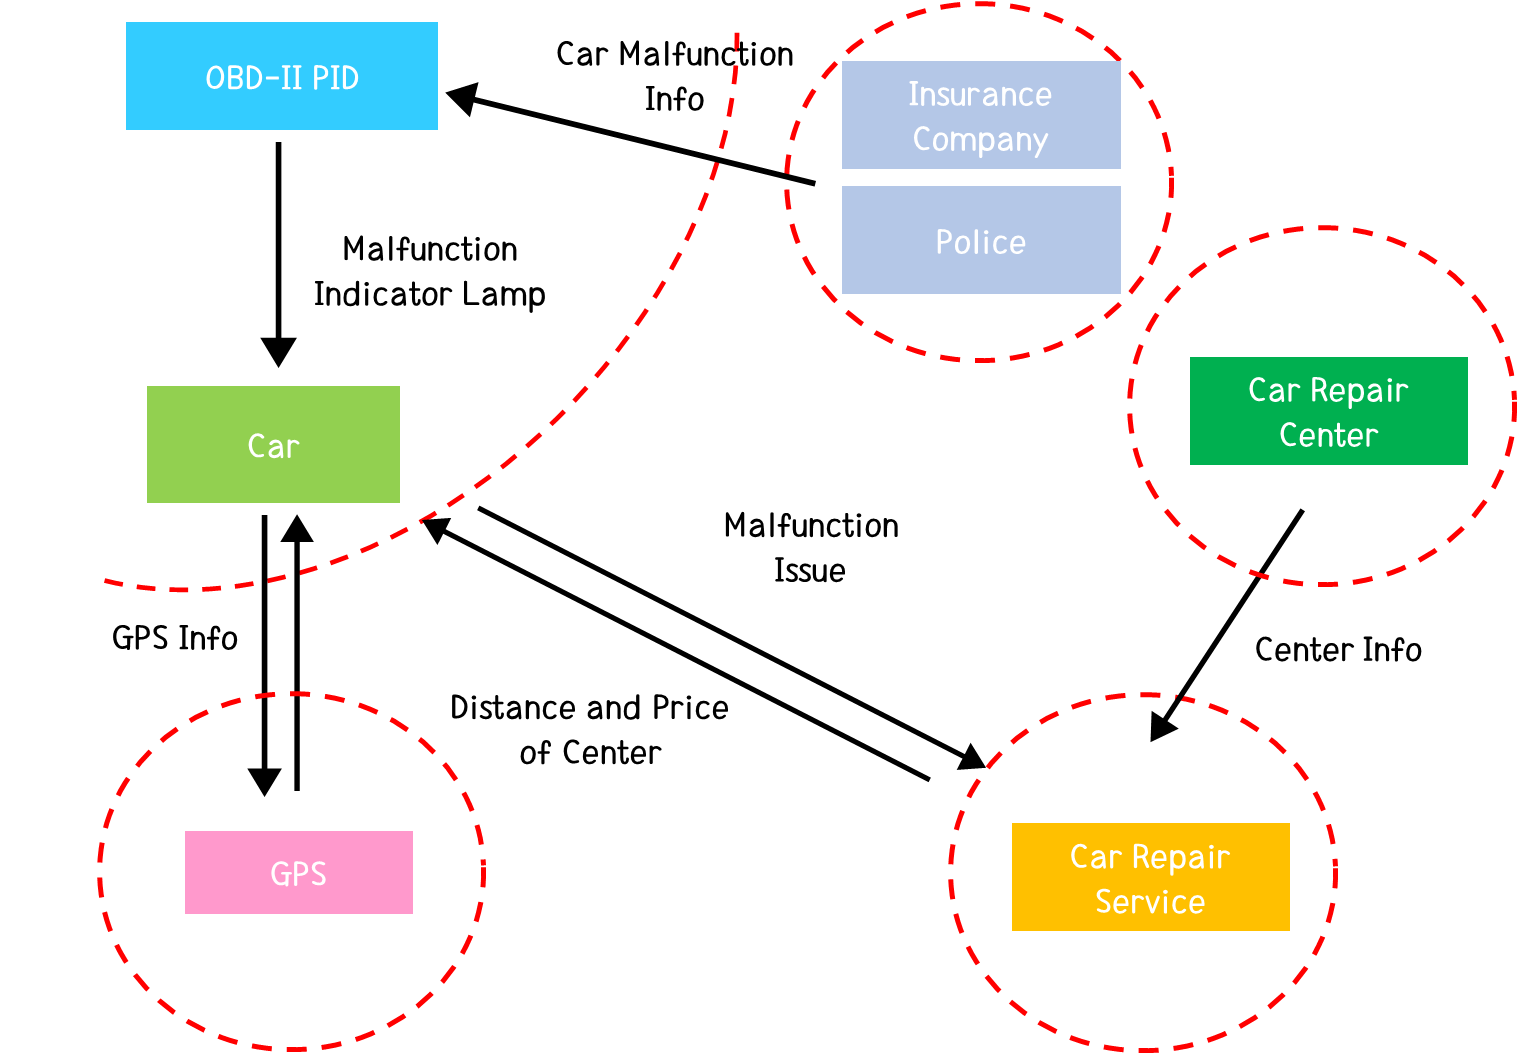 OBD-II PID
Car Malfunction
Info
Insurance
Company
Police
Malfunction
Indicator Lamp
Car Repair
Center
Car
Malfunction
Issue
GPS Info
Center Info
Distance and Price
of Center
GPS
Car Repair
Service